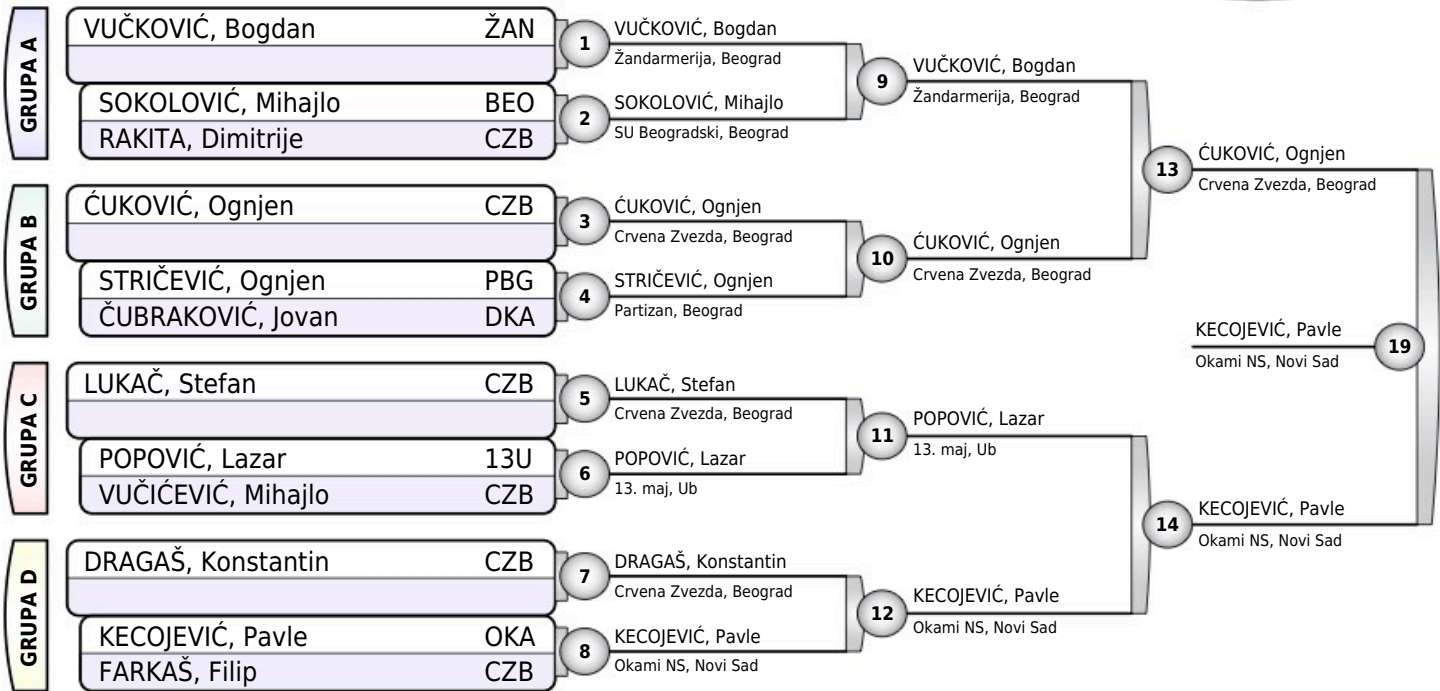 GRUPA A
VUČKOVIĆ, Bogdan ŽAN
SOKOLOVIĆ, Mihajlo BEO
RAKITA, Dimitrije CZB
GRUPA B
ĆUKOVIĆ, Ognjen CZB
STRIČEVIĆ, Ognjen PBG
ČUBRAKOVIĆ, Jovan DKA
GRUPA C
LUKAČ, Stefan CZB
POPOVIĆ, Lazar 13U
VUČIĆEVIĆ, Mihajlo CZB
GRUPA D
DRAGAŠ, Konstantin CZB
KECOJEVIĆ, Pavle OKA
FARKAŠ, Filip CZB
1
VUČKOVIĆ, Bogdan
Žandarmerija, Beograd
2
SOKOLOVIĆ, Mihajlo
SU Beogradski, Beograd
3
ĆUKOVIĆ, Ognjen
Crvena Zvezda, Beograd
4
STRIČEVIĆ, Ognjen
Partizan, Beograd
5
LUKAČ, Stefan
Crvena Zvezda, Beograd
6
POPOVIĆ, Lazar
13. maj, Ub
7
DRAGAŠ, Konstantin
Crvena Zvezda, Beograd
8
KECOJEVIĆ, Pavle
Okami NS, Novi Sad
9
VUČKOVIĆ, Bogdan
Žandarmerija, Beograd
10
ĆUKOVIĆ, Ognjen
Crvena Zvezda, Beograd
11
POPOVIĆ, Lazar
13. maj, Ub
12
KECOJEVIĆ, Pavle
Okami NS, Novi Sad
13
ĆUKOVIĆ, Ognjen
Crvena Zvezda, Beograd
14
KECOJEVIĆ, Pavle
Okami NS, Novi Sad
KECOJEVIĆ, Pavle
Okami NS, Novi Sad
19